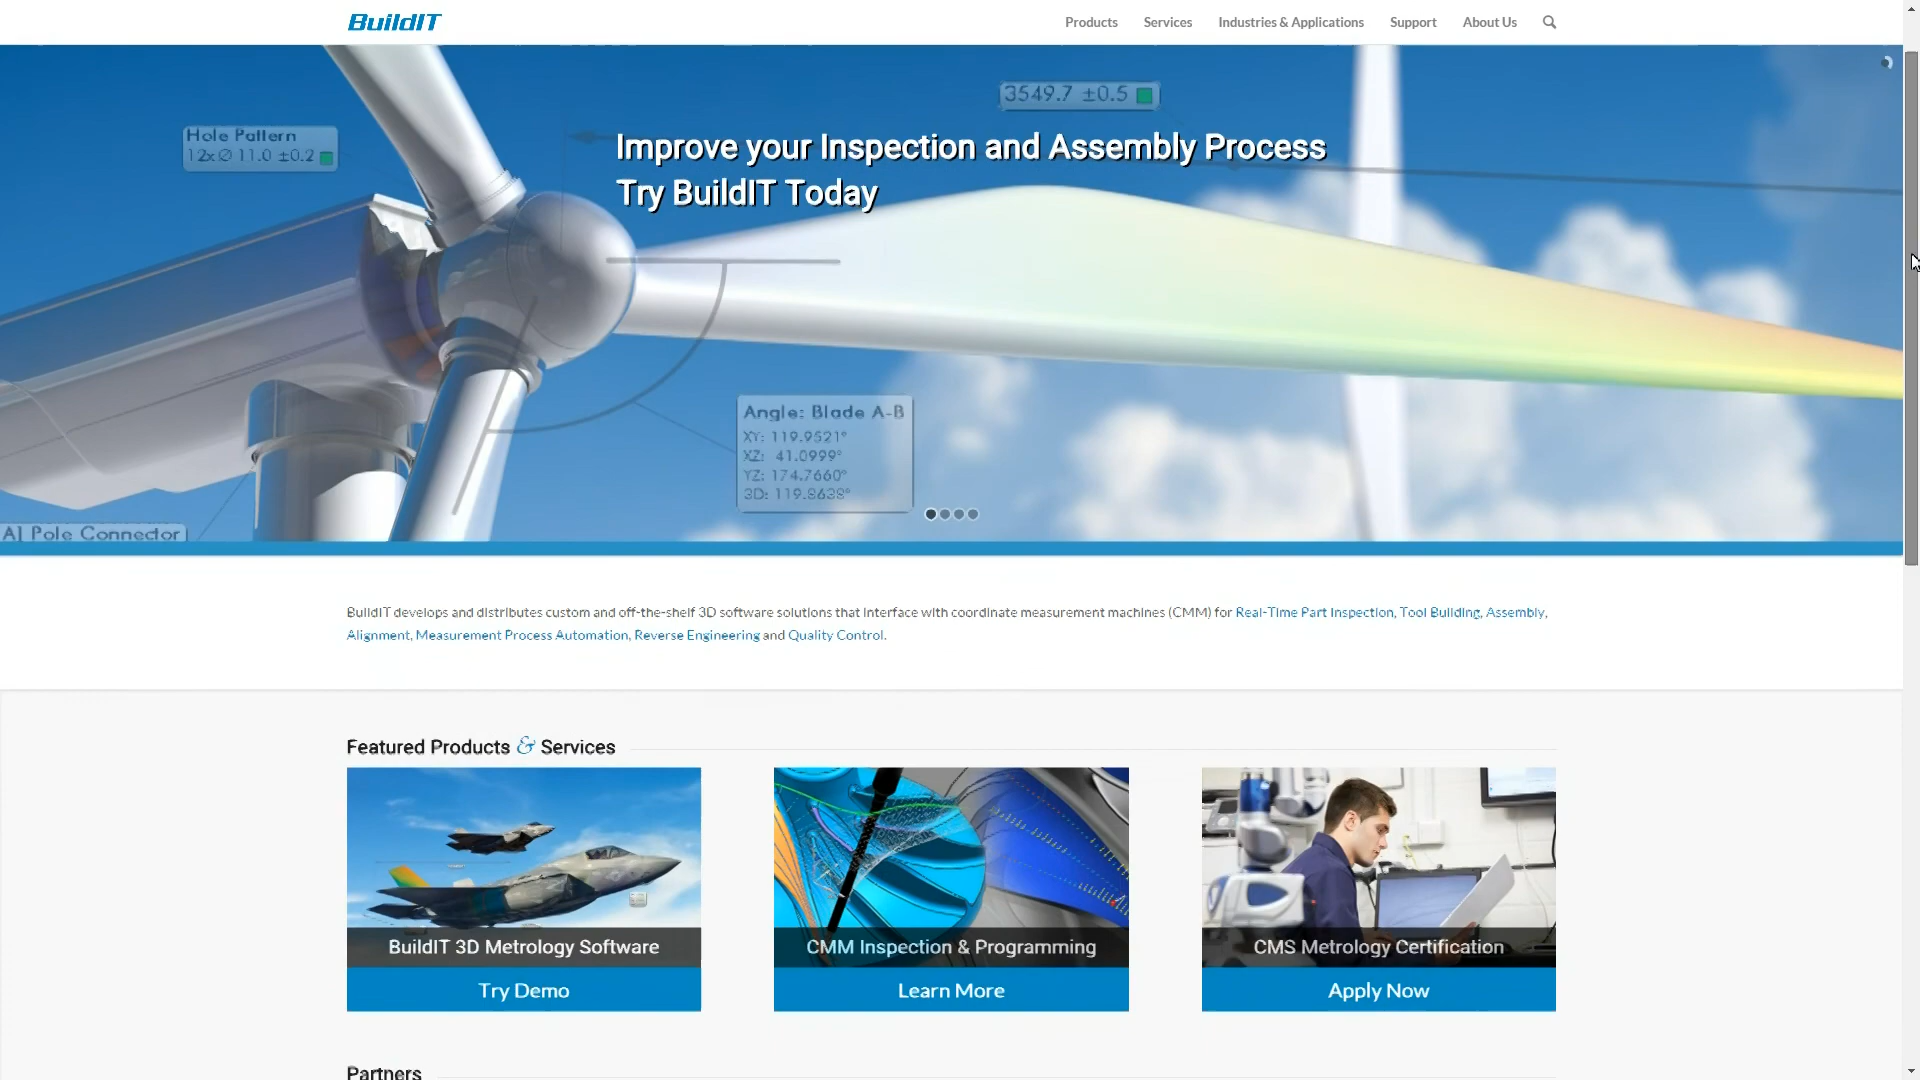 BuildIT
Products Services Industries & Applications Support About Us
3549.7 ±0.5
Hole Pattern
12x ∅ 11.0 ±0.2
Improve your Inspection and Assembly Process
Try BuildIT Today
Angle: Blade A-B
XY: 119.9521°
XZ: 41.0999°
YZ: 174.7660°
3D: 119.8638°
A] Pole Connector
BuildIT develops and distributes custom and off-the-shelf 3D software solutions that interface with coordinate measurement machines (CMM) for Real-Time Part Inspection, Tool Building, Assembly,
Alignment, Measurement Process Automation, Reverse Engineering and Quality Control.
Featured Products & Services
BuildIT 3D Metrology Software
Try Demo
CMM Inspection & Programming
Learn More
CMS Metrology Certification
Apply Now
Partners